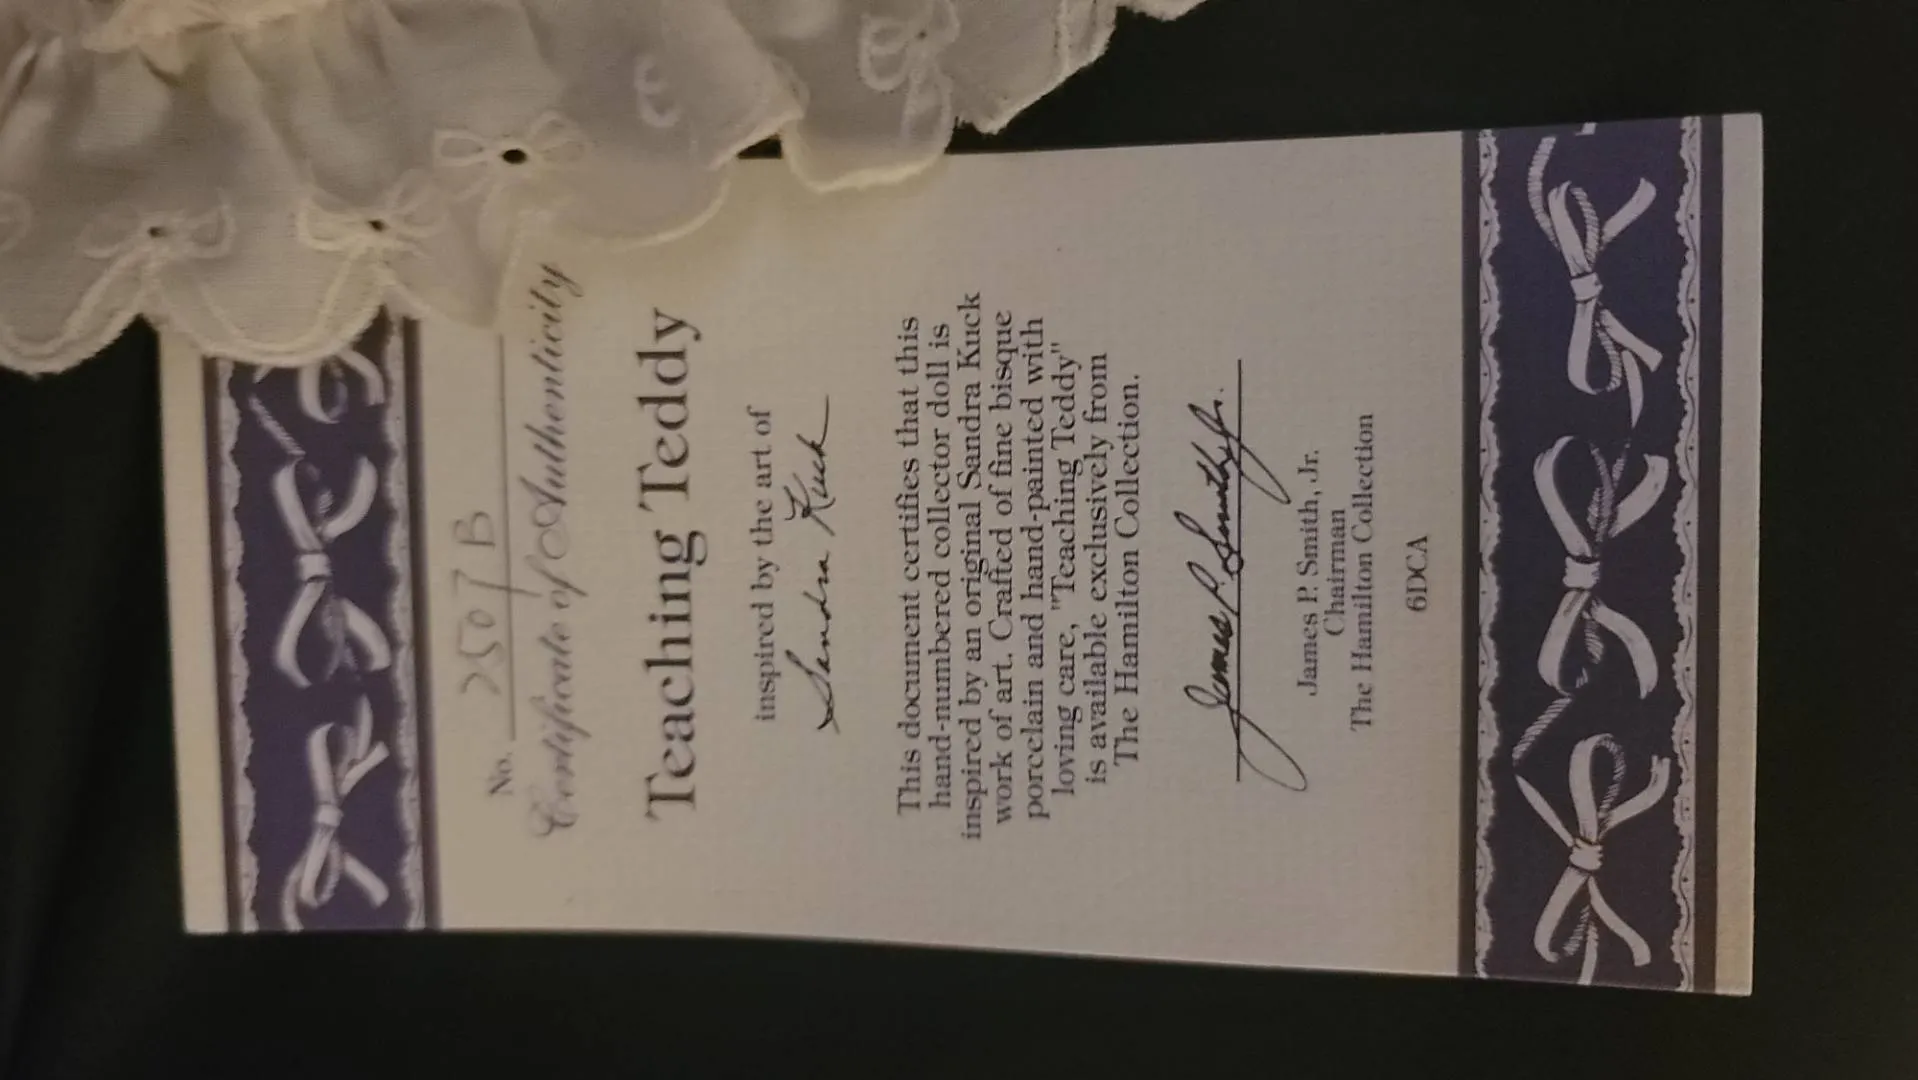 No. 2507B
Certificate of Authenticity
Teaching Teddy
inspired by the art of
Sandra Kuck
This document certifies that this
hand-numbered collector doll is
inspired by an original Sandra Kuck
work of art. Crafted of fine bisque
porcelain and hand-painted with
loving care, "Teaching Teddy"
is available exclusively from
The Hamilton Collection.
James P. Smith Jr.
James P. Smith, Jr.
Chairman
The Hamilton Collection
6DCA